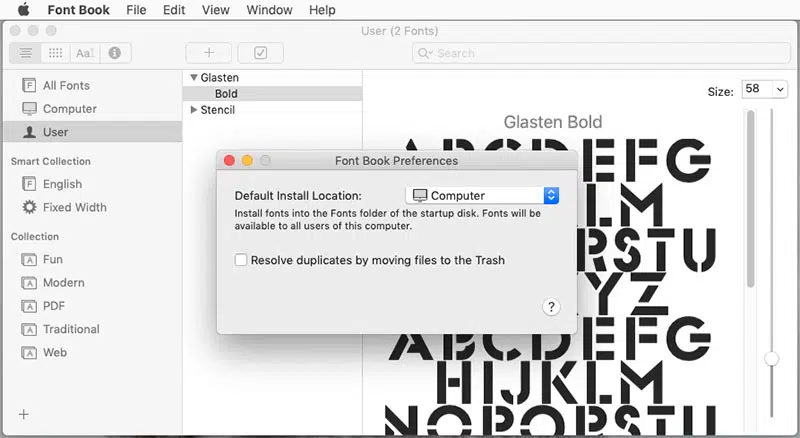 Font Book File Edit View Window Help
User (2 Fonts)
Aa
Search
All Fonts
Computer
User
Smart Collection
English
Fixed Width
Collection
Fun
Modern
PDF
Traditional
Web
Glasten
Bold
Stencil
Size: 58
Glasten Bold
ABCDEFG
LM
RSTU
YZ
ABCDEFG
HIJKLM
NOPQRSTU
Font Book Preferences
Default Install Location: Computer
Install fonts into the Fonts folder of the startup disk. Fonts will be
available to all users of this computer.
Resolve duplicates by moving files to the Trash
?